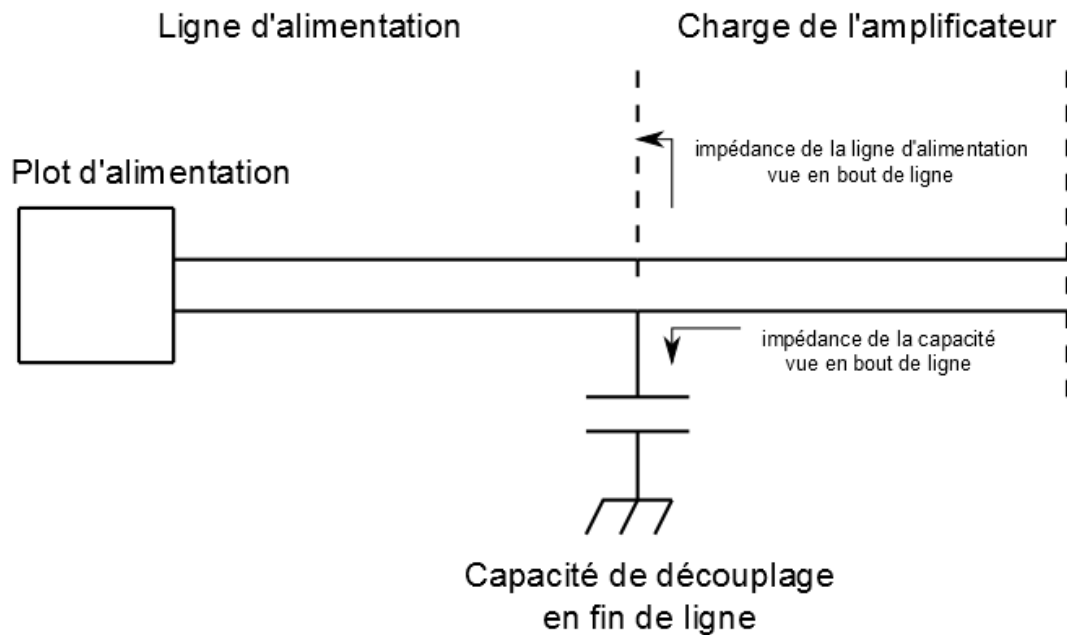 Ligne d'alimentation
Charge de l'amplificateur
impédance de la ligne d'alimentation
vue en bout de ligne
Plot d'alimentation
impédance de la capacité
vue en bout de ligne
Capacité de découplage
en fin de ligne